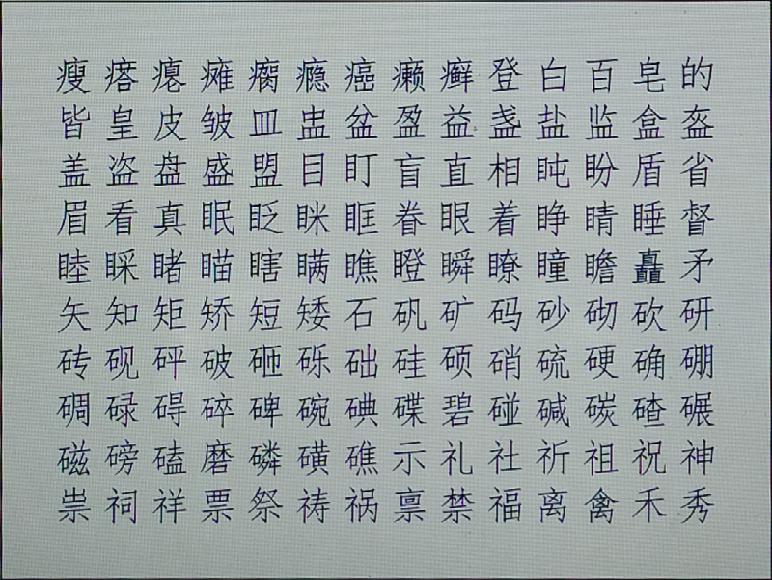 瘦瘩瘪瘫瘸瘾癌癞癣登白百皂的
皆皇皮皱皿盅盆盈益盏盐监盒盔
盖盗盘盛盟目盯盲直相盹盼盾省
眉看真眠眨眯眶眷眼着睁睛睡督
睦睬睹瞄瞎瞒瞧瞪瞬瞭瞳瞻矗矛
矢知矩矫短矮石矾矿码砂砌砍研
砖砚砰破砸砾础硅硕硝硫硬确硼
碉碌碍碎碑碗碘碟碧碰碱碳碴碾
磁磅磕磨磷磺礁示礼社祈祖祝神
祟祠祥票祭祷祸禀禁福离禽禾秀